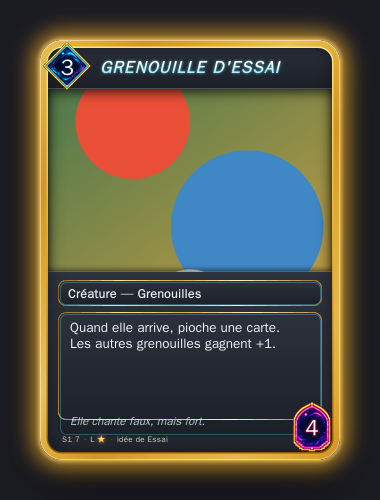 3
GRENOUILLE D'ESSAI
Créature — Grenouilles
Quand elle arrive, pioche une carte.
Les autres grenouilles gagnent +1.
Elle chante faux, mais fort.
4
S1 7 · L ★ · idée de Essai